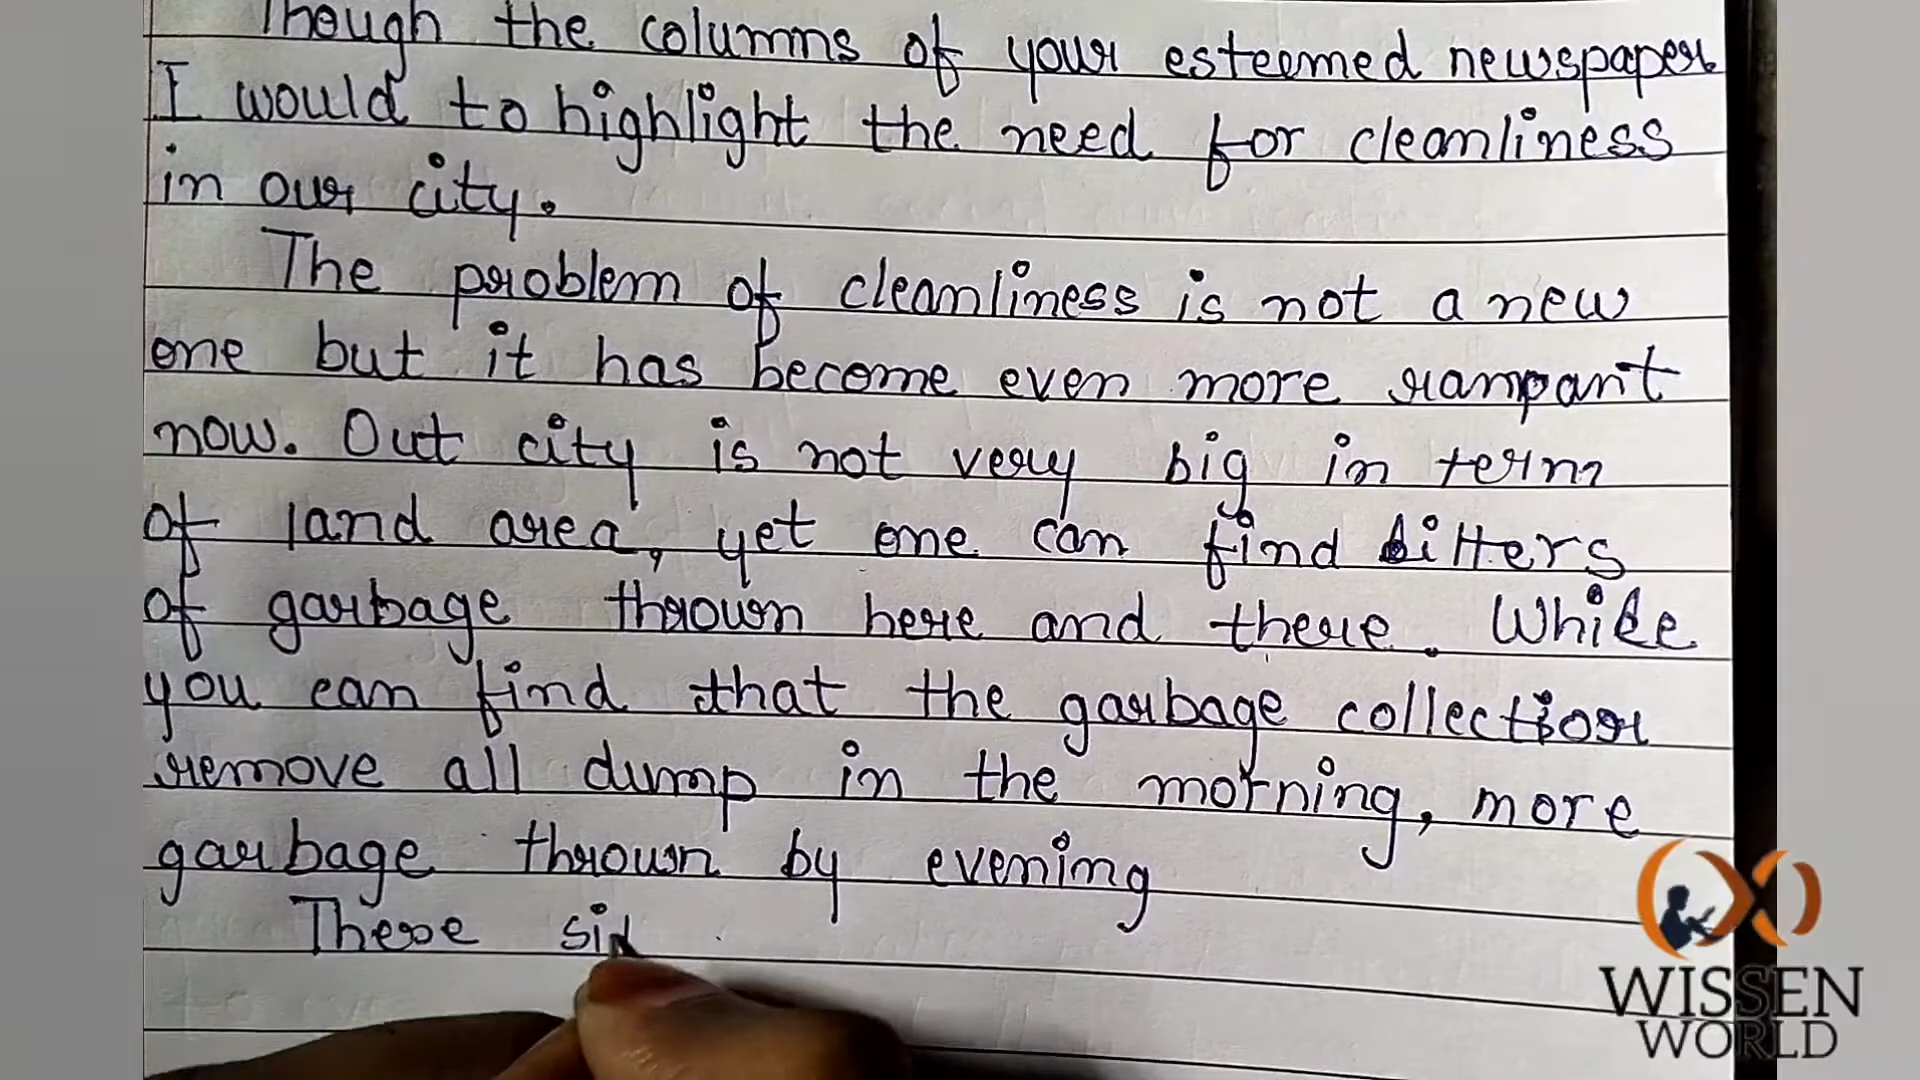 Though the columns of your esteemed newspaper
I would to highlight the need for cleanliness
in our city.
The problem of cleanliness is not a new
one but it has become even more rampant
now. Out city is not very big in term
of land area, yet one can find litters
of garbage thrown here and there. While
you can find that the garbage collection
remove all dump in the morning, more
garbage thrown by evening
There
WISSEN
WORLD